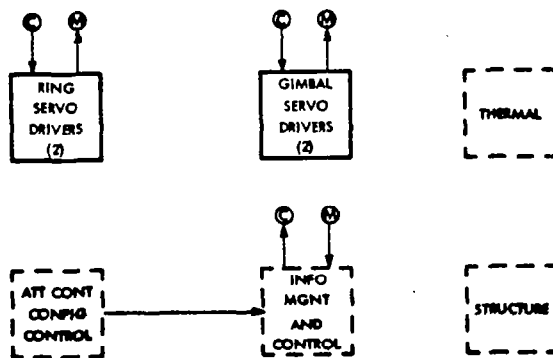 C M
C M
RING
SERVO
DRIVERS
(2)
GIMBAL
SERVO
DRIVERS
(2)
THERMAL
C M
ATT CONT
CONFIG
CONTROL
INFO
MGNT
AND
CONTROL
STRUCTURE